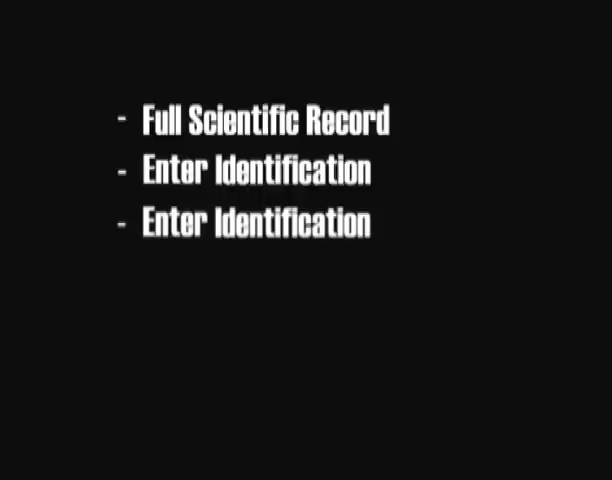 - Full Scientific Record
- Enter Identification
- Enter Identification